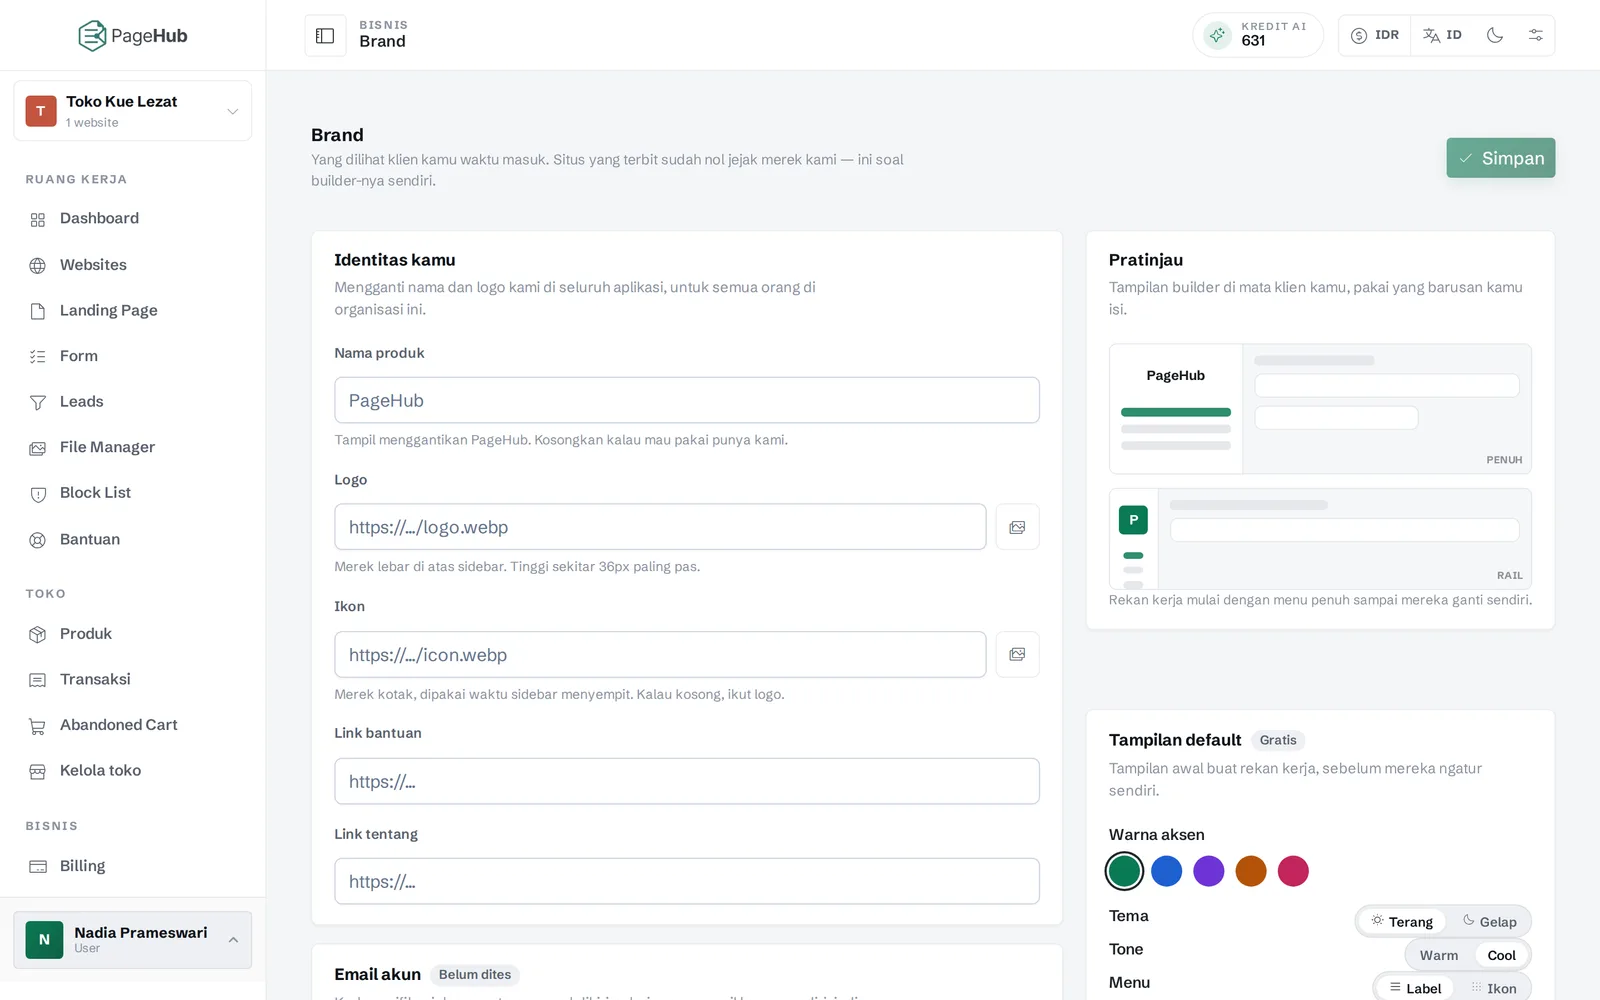 PageHub
BISNIS
Brand
KREDIT AI
631
IDR
ID
T
Toko Kue Lezat
1 website
RUANG KERJA
Dashboard
Websites
Landing Page
Form
Leads
File Manager
Block List
Bantuan
TOKO
Produk
Transaksi
Abandoned Cart
Kelola toko
BISNIS
Billing
N
Nadia Prameswari
User
Brand
Yang dilihat klien kamu waktu masuk. Situs yang terbit sudah nol jejak merek kami — ini soal
builder-nya sendiri.
Simpan
Identitas kamu
Mengganti nama dan logo kami di seluruh aplikasi, untuk semua orang di
organisasi ini.
Nama produk
PageHub
Tampil menggantikan PageHub. Kosongkan kalau mau pakai punya kami.
Logo
https://.../logo.webp
Merek lebar di atas sidebar. Tinggi sekitar 36px paling pas.
Ikon
https://.../icon.webp
Merek kotak, dipakai waktu sidebar menyempit. Kalau kosong, ikut logo.
Link bantuan
https://...
Link tentang
https://...
Email akun
Belum dites
Pratinjau
Tampilan builder di mata klien kamu, pakai yang barusan kamu
isi.
PageHub
PENUH
P
RAIL
Rekan kerja mulai dengan menu penuh sampai mereka ganti sendiri.
Tampilan default
Gratis
Tampilan awal buat rekan kerja, sebelum mereka ngatur
sendiri.
Warna aksen
Tema
Terang
Gelap
Tone
Warm
Cool
Menu
Label
Ikon